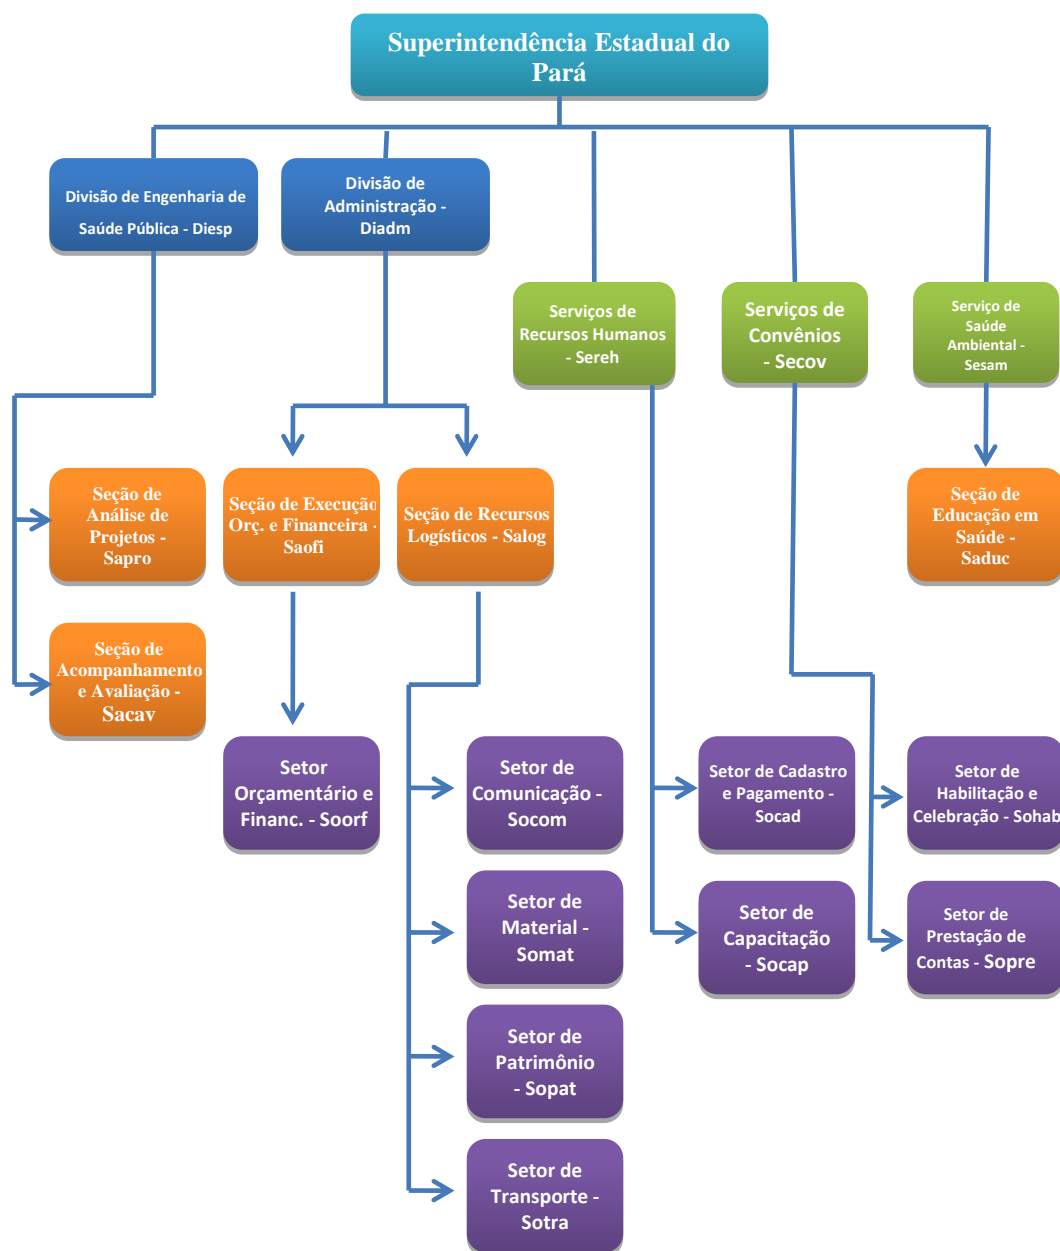 Superintendência Estadual do
Pará
Divisão de Engenharia de
Saúde Pública - Diesp
Divisão de
Administração -
Diadm
Serviços de
Recursos Humanos
- Sereh
Serviços de
Convênios
- Secov
Serviço de
Saúde
Ambiental -
Sesam
Seção de
Análise de
Projetos -
Sapro
Seção de Execução
Orç. e Financeira -
Saofi
Seção de Recursos
Logísticos - Salog
Seção de
Educação em
Saúde -
Saduc
Seção de
Acompanhamento
e Avaliação -
Sacav
Setor
Orçamentário e
Financ. - Soorf
Setor de
Comunicação -
Socom
Setor de Cadastro
e Pagamento -
Socad
Setor de
Habilitação e
Celebração - Sohab
Setor de
Material -
Somat
Setor de
Capacitação
- Socap
Setor de
Prestação de
Contas - Sopre
Setor de
Patrimônio
- Sopat
Setor de
Transporte -
Sotra